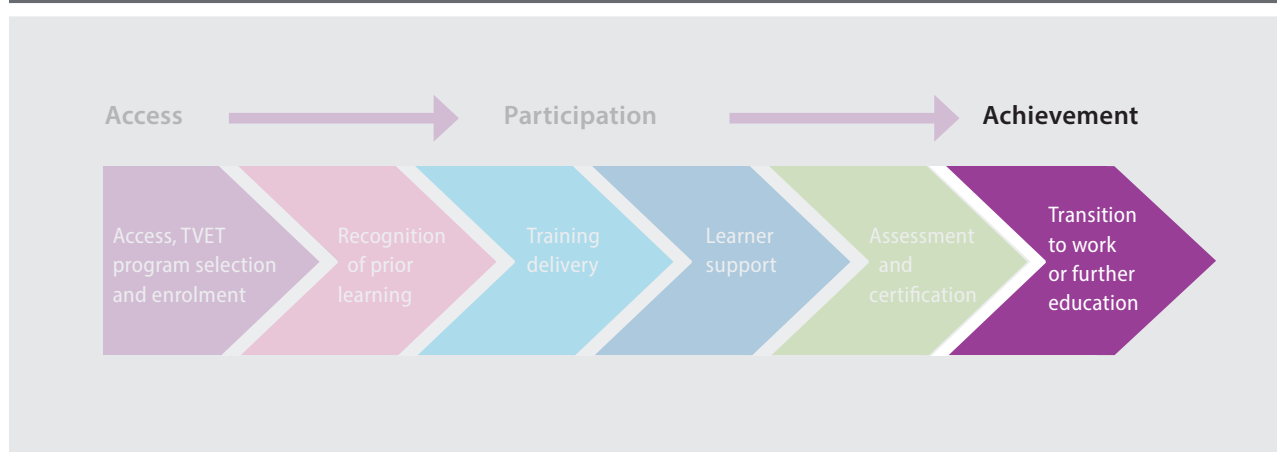 Access Participation Achievement
Access, TVET
program selection
and enrolment
Recognition
of prior
learning
Training
delivery
Learner
support
Assessment
and
certification
Transition
to work
or further
education